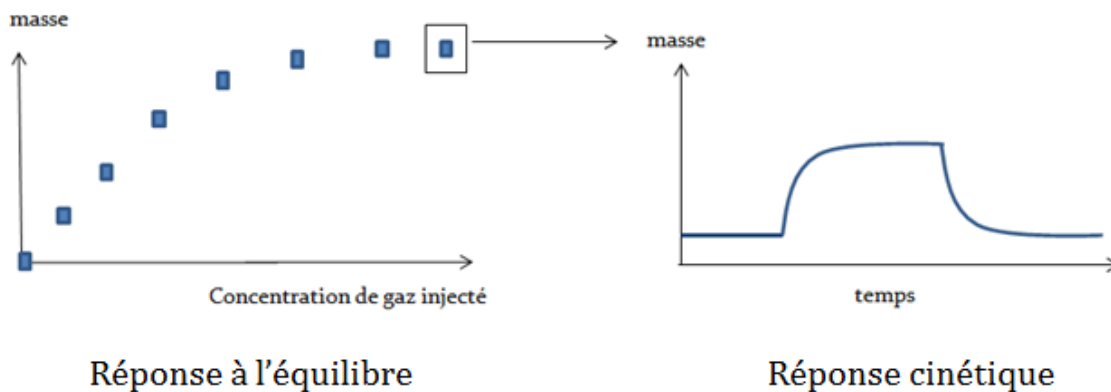 masse
Concentration de gaz injecté
Réponse à l'équilibre
masse
temps
Réponse cinétique